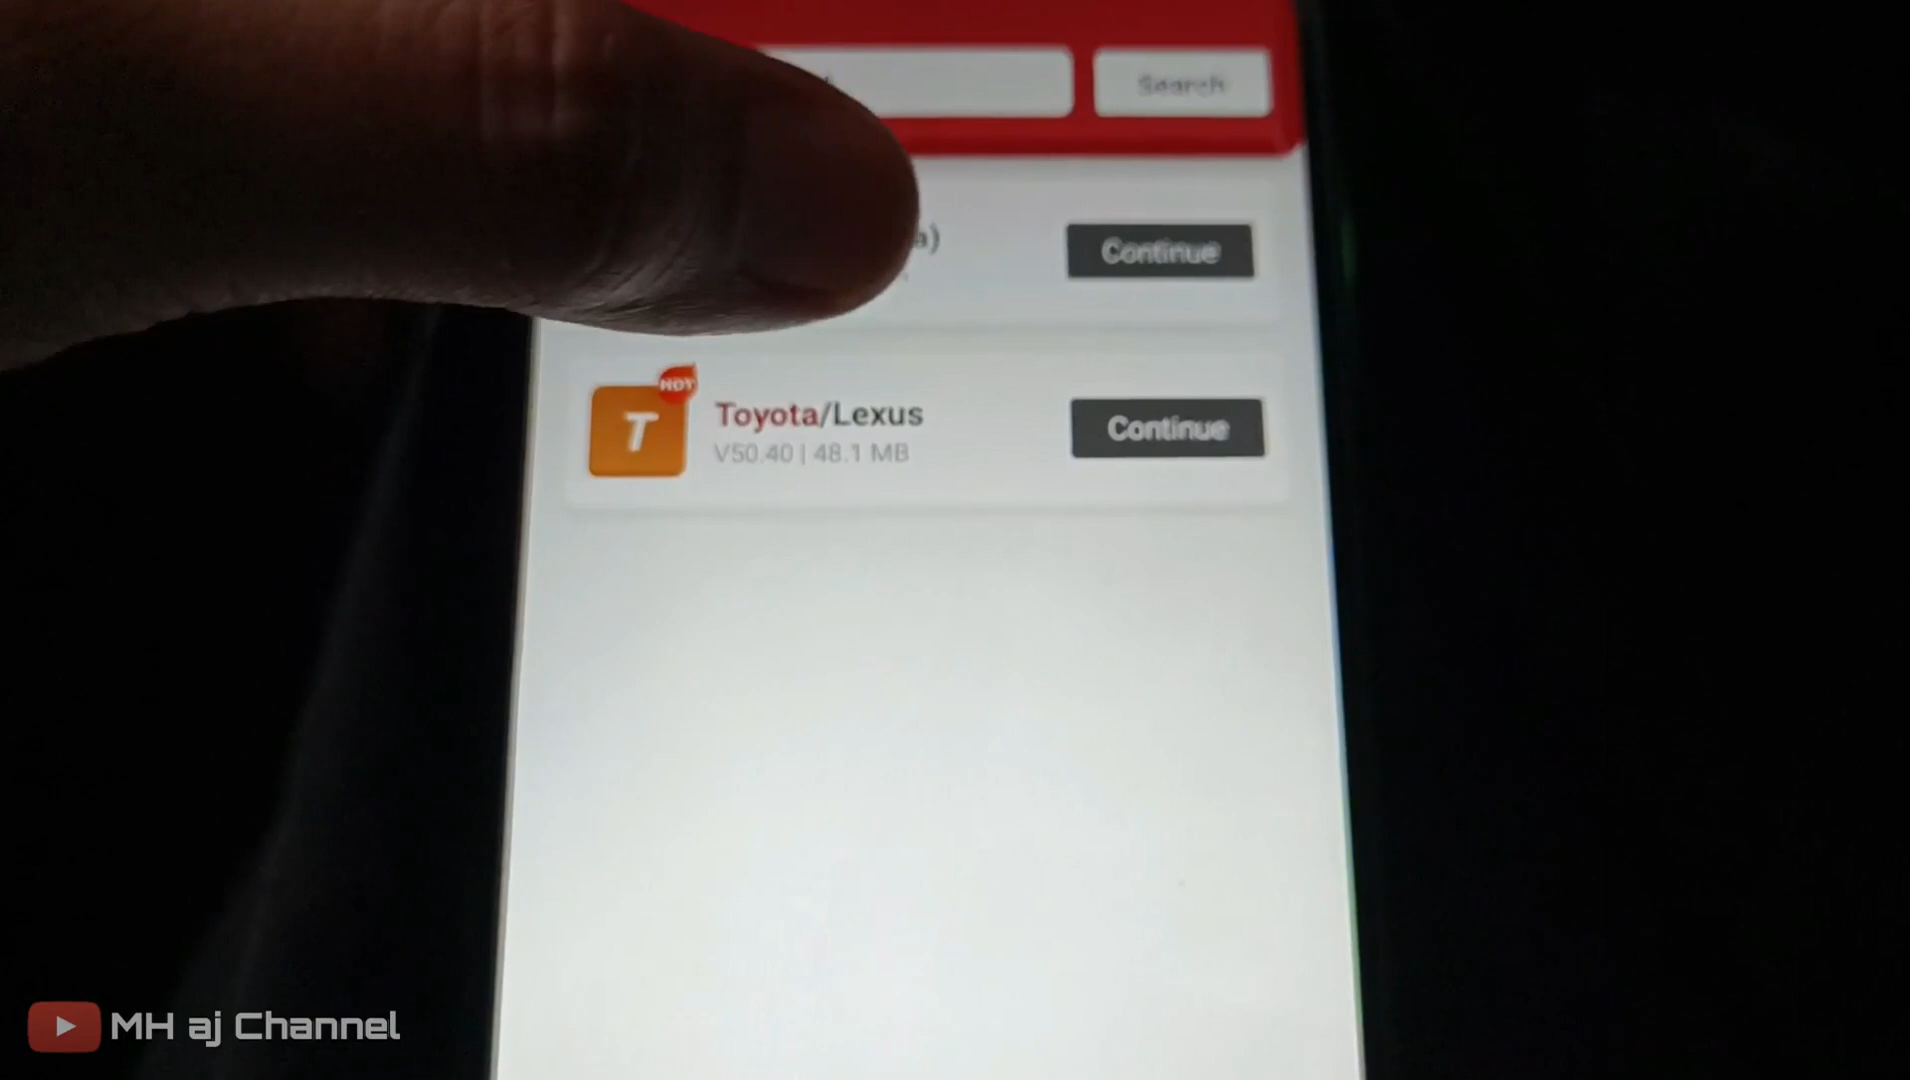 Search
Continue
HOT
T
Toyota/Lexus
V50.40 | 48.1 MB
Continue
MH aj Channel